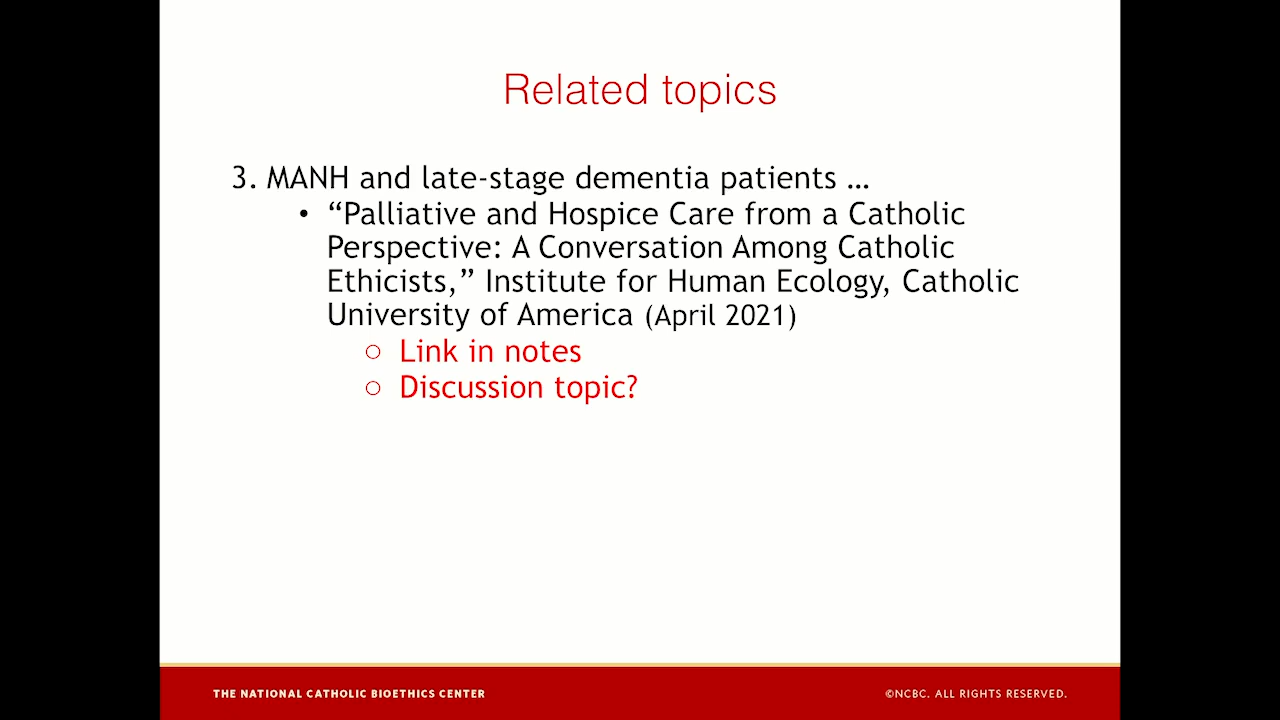 Related topics
3. MANH and late-stage dementia patients …
• “Palliative and Hospice Care from a Catholic
Perspective: A Conversation Among Catholic
Ethicists,” Institute for Human Ecology, Catholic
University of America (April 2021)
○ Link in notes
○ Discussion topic?
THE NATIONAL CATHOLIC BIOETHICS CENTER
©NCBC. ALL RIGHTS RESERVED.